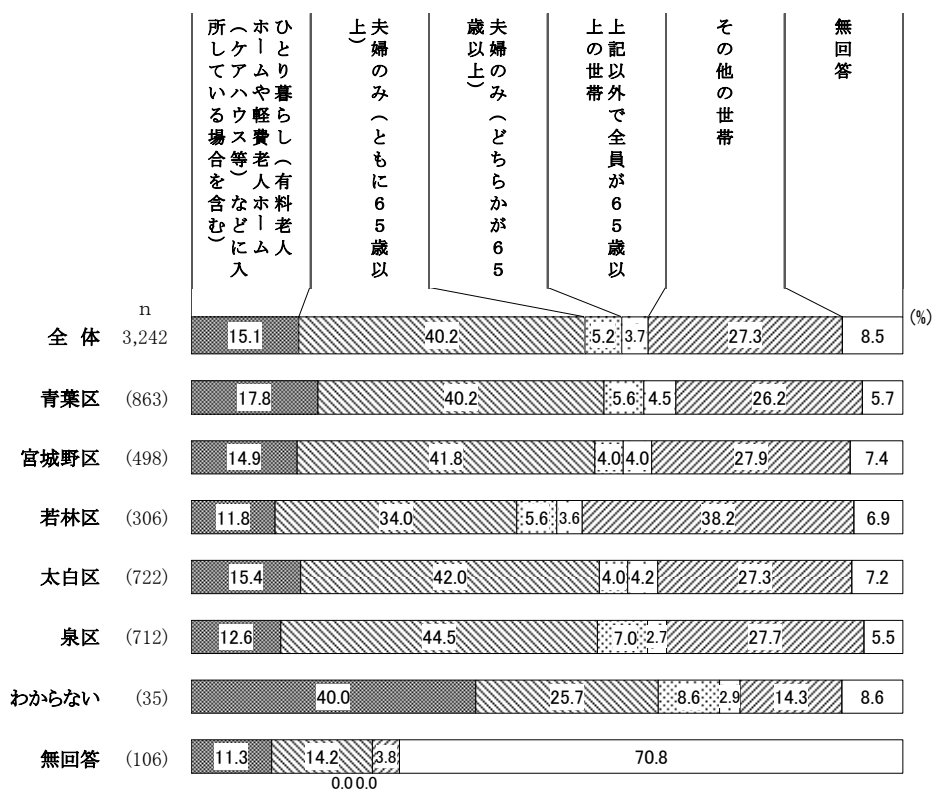 ひとり暮らし（有料老人
ホームや軽費老人ホーム
（ケアハウス等）などに入
所している場合を含む）
夫婦のみ（ともに６５歳以
上）
夫婦のみ（どちらかが６５
歳以上）
上記以外で全員が６５歳以
上の世帯
その他の世帯
無回答
n
(%)
全体 3,242 15.1 40.2 5.2 3.7 27.3 8.5
青葉区 (863) 17.8 40.2 5.6 4.5 26.2 5.7
宮城野区 (498) 14.9 41.8 4.0 4.0 27.9 7.4
若林区 (306) 11.8 34.0 5.6 3.6 38.2 6.9
太白区 (722) 15.4 42.0 4.0 4.2 27.3 7.2
泉区 (712) 12.6 44.5 7.0 2.7 27.7 5.5
わからない (35) 40.0 25.7 8.6 2.9 14.3 8.6
無回答 (106) 11.3 14.2 3.8 70.8
0.0 0.0